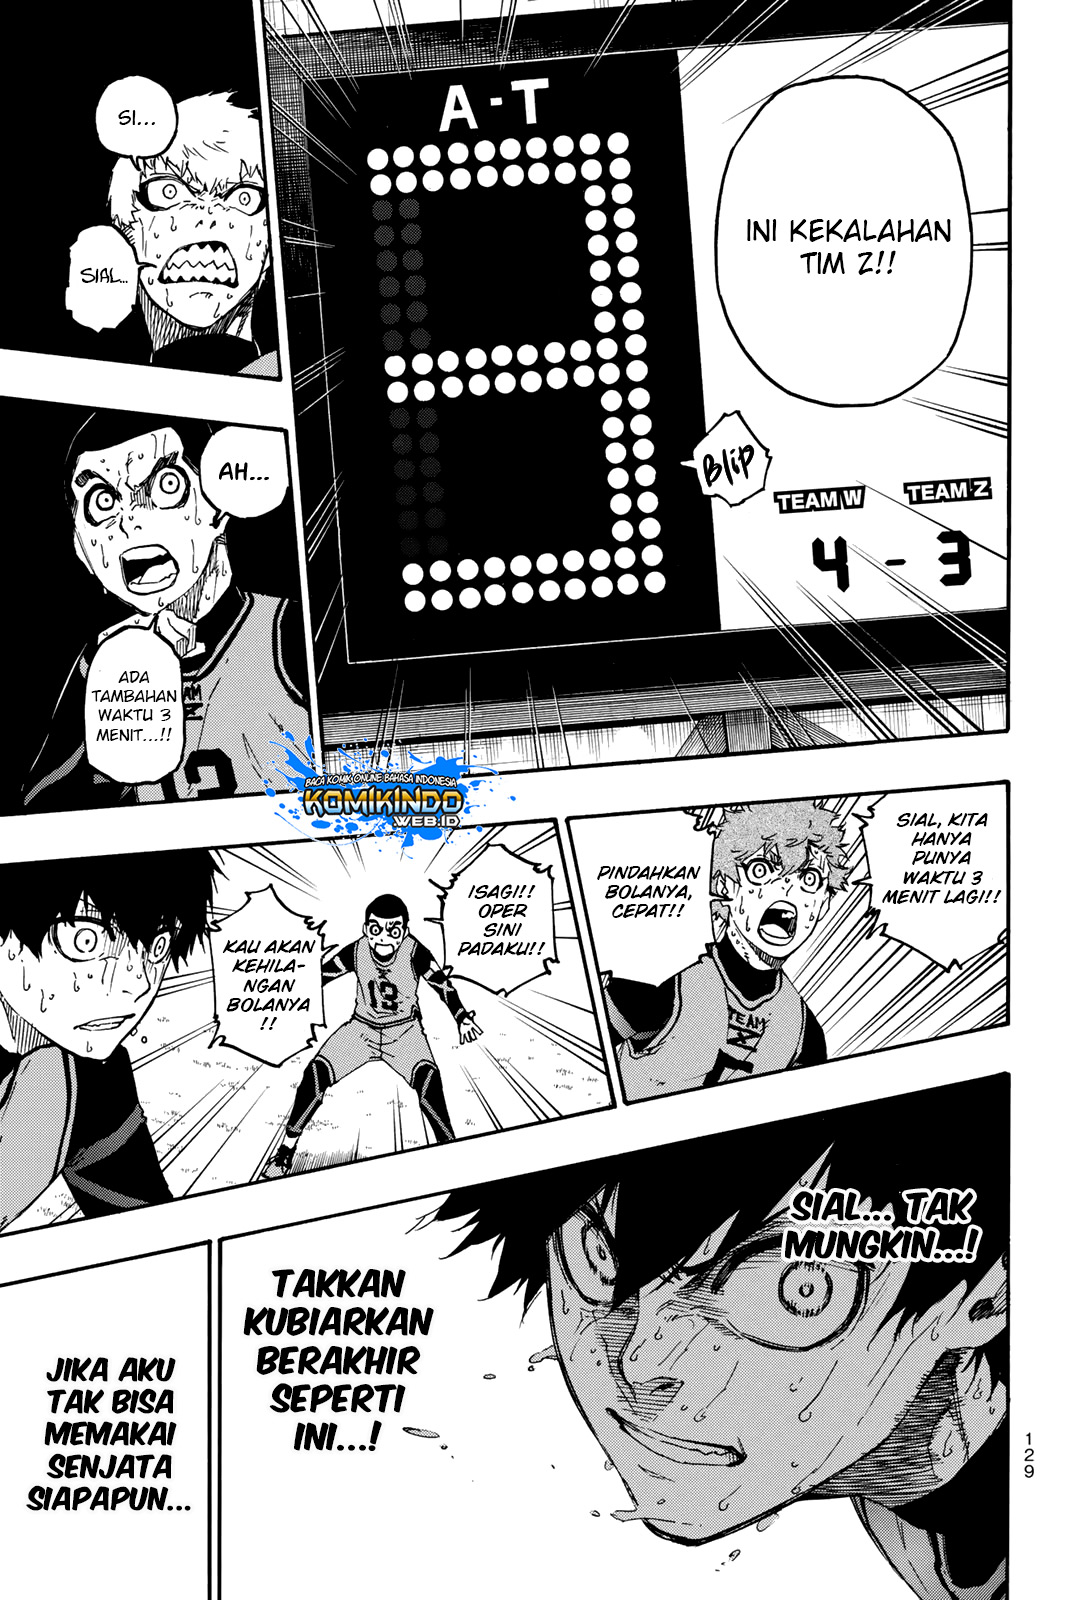 INI KEKALAHAN
TIM Z!!
A-T
BLIP
TEAM W
TEAM Z
4 - 3
SI...
SIAL...
AH...
ADA
TAMBAHAN
WAKTU 3
MENIT...!!
TEAM
BACA KOMIK ONLINE BAHASA INDONESIA
KOMIKINDO
WEB.ID
SIAL, KITA
HANYA
PUNYA
WAKTU 3
MENIT LAGI!!
PINDAHKAN
BOLANYA,
CEPAT!!
TEAM
ISAGI!!
OPER
SINI
PADAKU!!
13
KAU AKAN
KEHILA-
NGAN
BOLANYA
!!
SIAL... TAK
MUNGKIN...!
TAKKAN
KUBIARKAN
BERAKHIR
SEPERTI
INI...!
JIKA AKU
TAK BISA
MEMAKAI
SENJATA
SIAPAPUN...
129